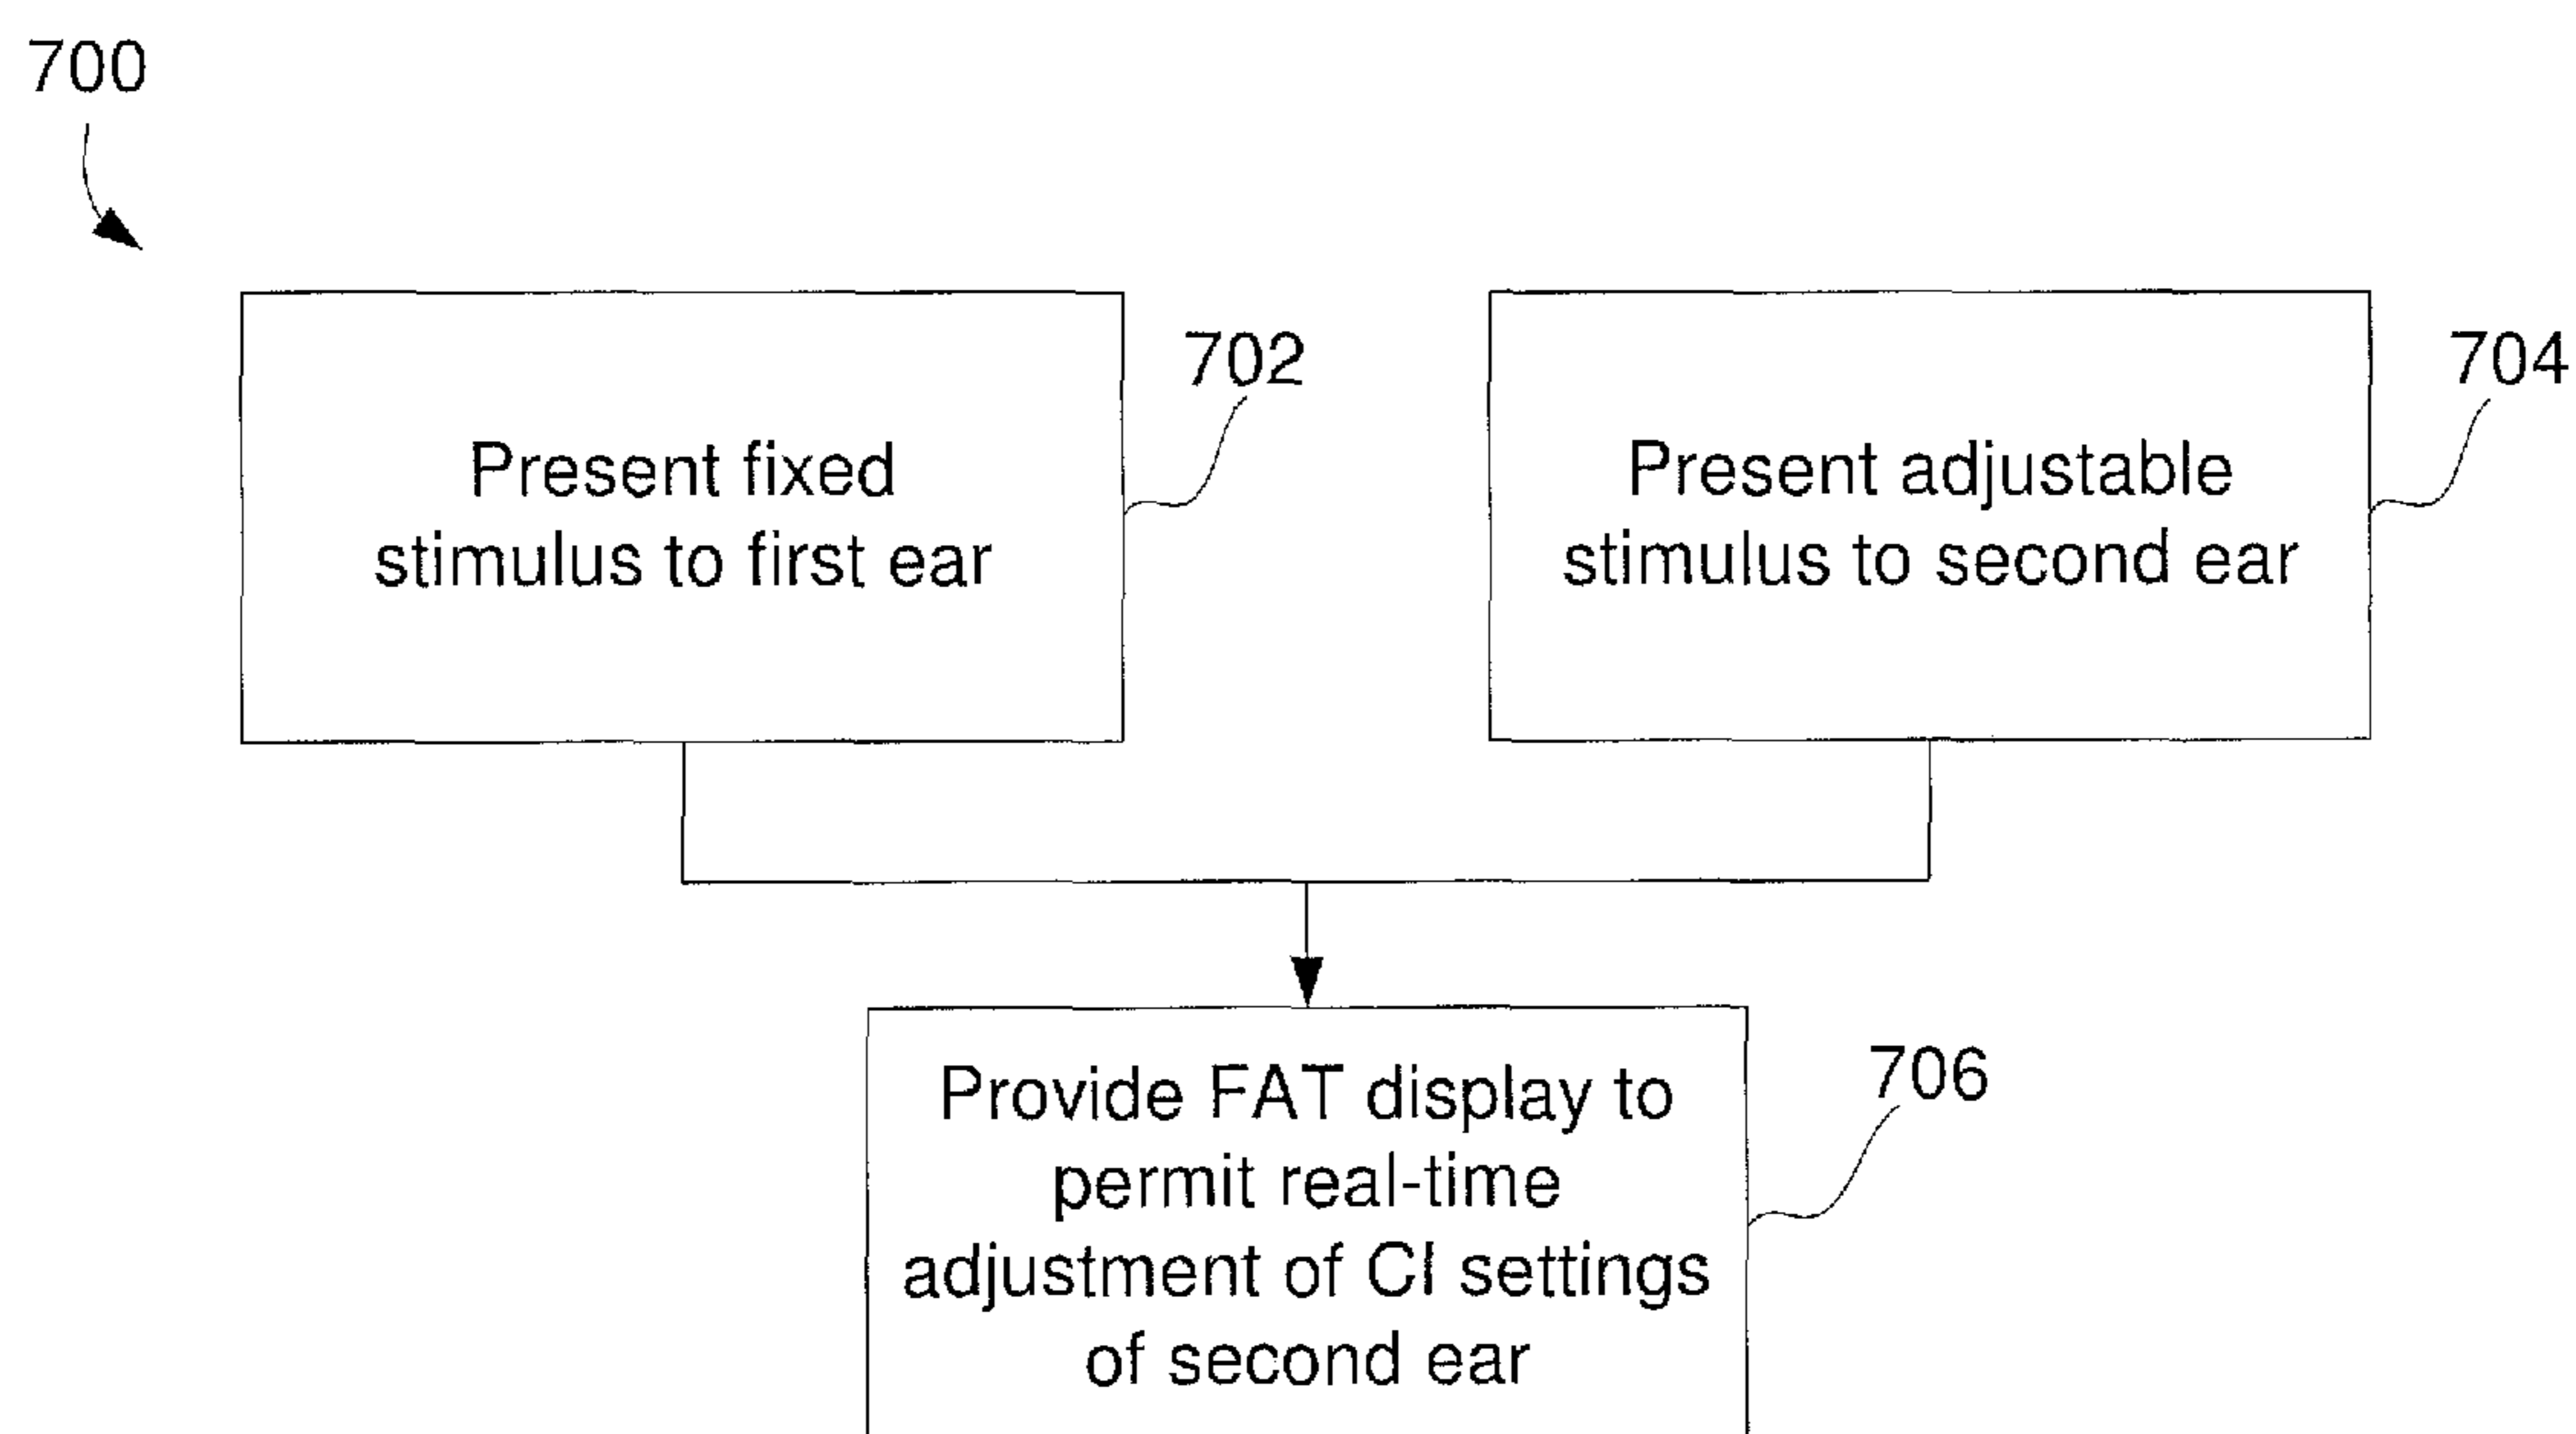 700
Present fixed
stimulus to first ear
702
Present adjustable
stimulus to second ear
704
Provide FAT display to
permit real-time
adjustment of CI settings
of second ear
706